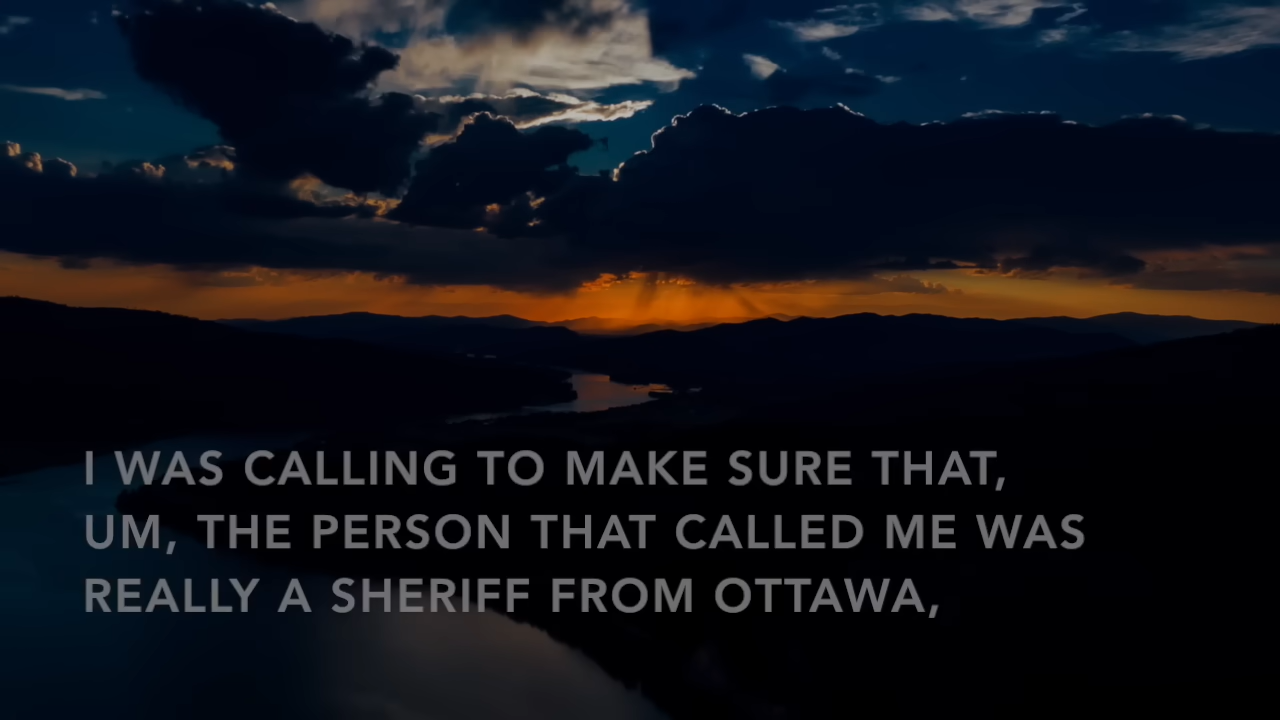 I WAS CALLING TO MAKE SURE THAT,
UM, THE PERSON THAT CALLED ME WAS
REALLY A SHERIFF FROM OTTAWA,